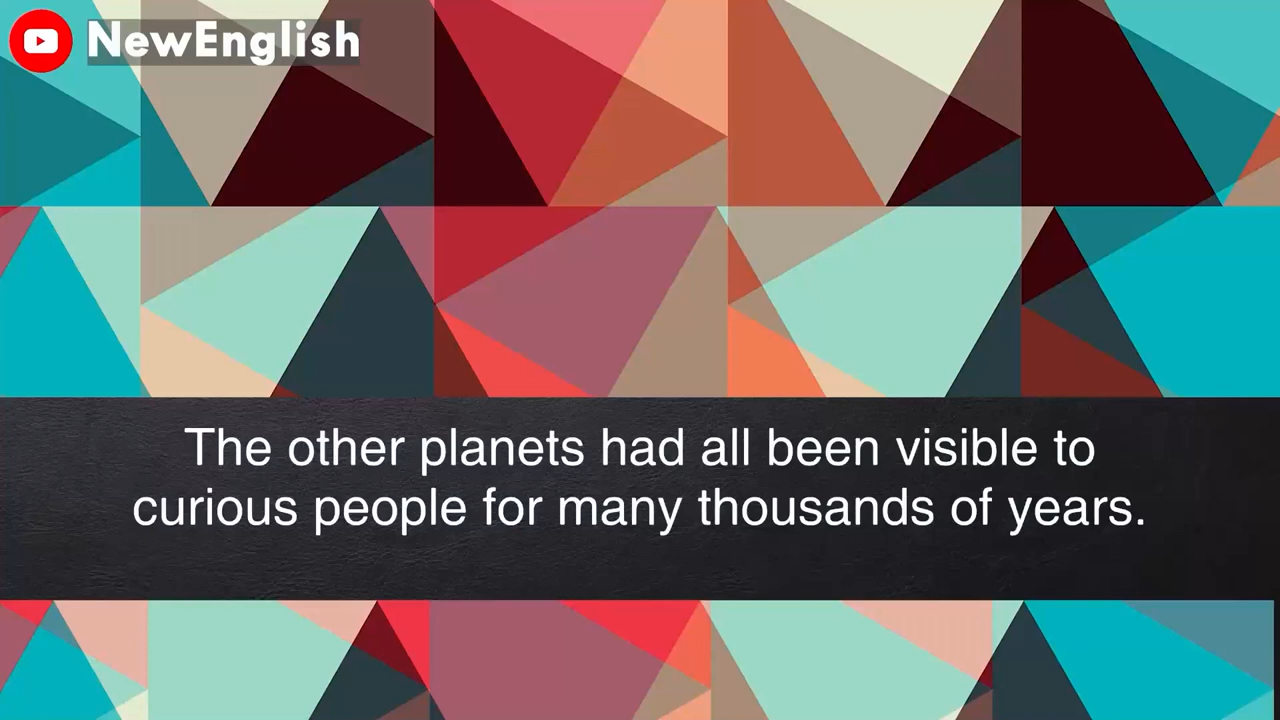 NewEnglish
The other planets had all been visible to
curious people for many thousands of years.